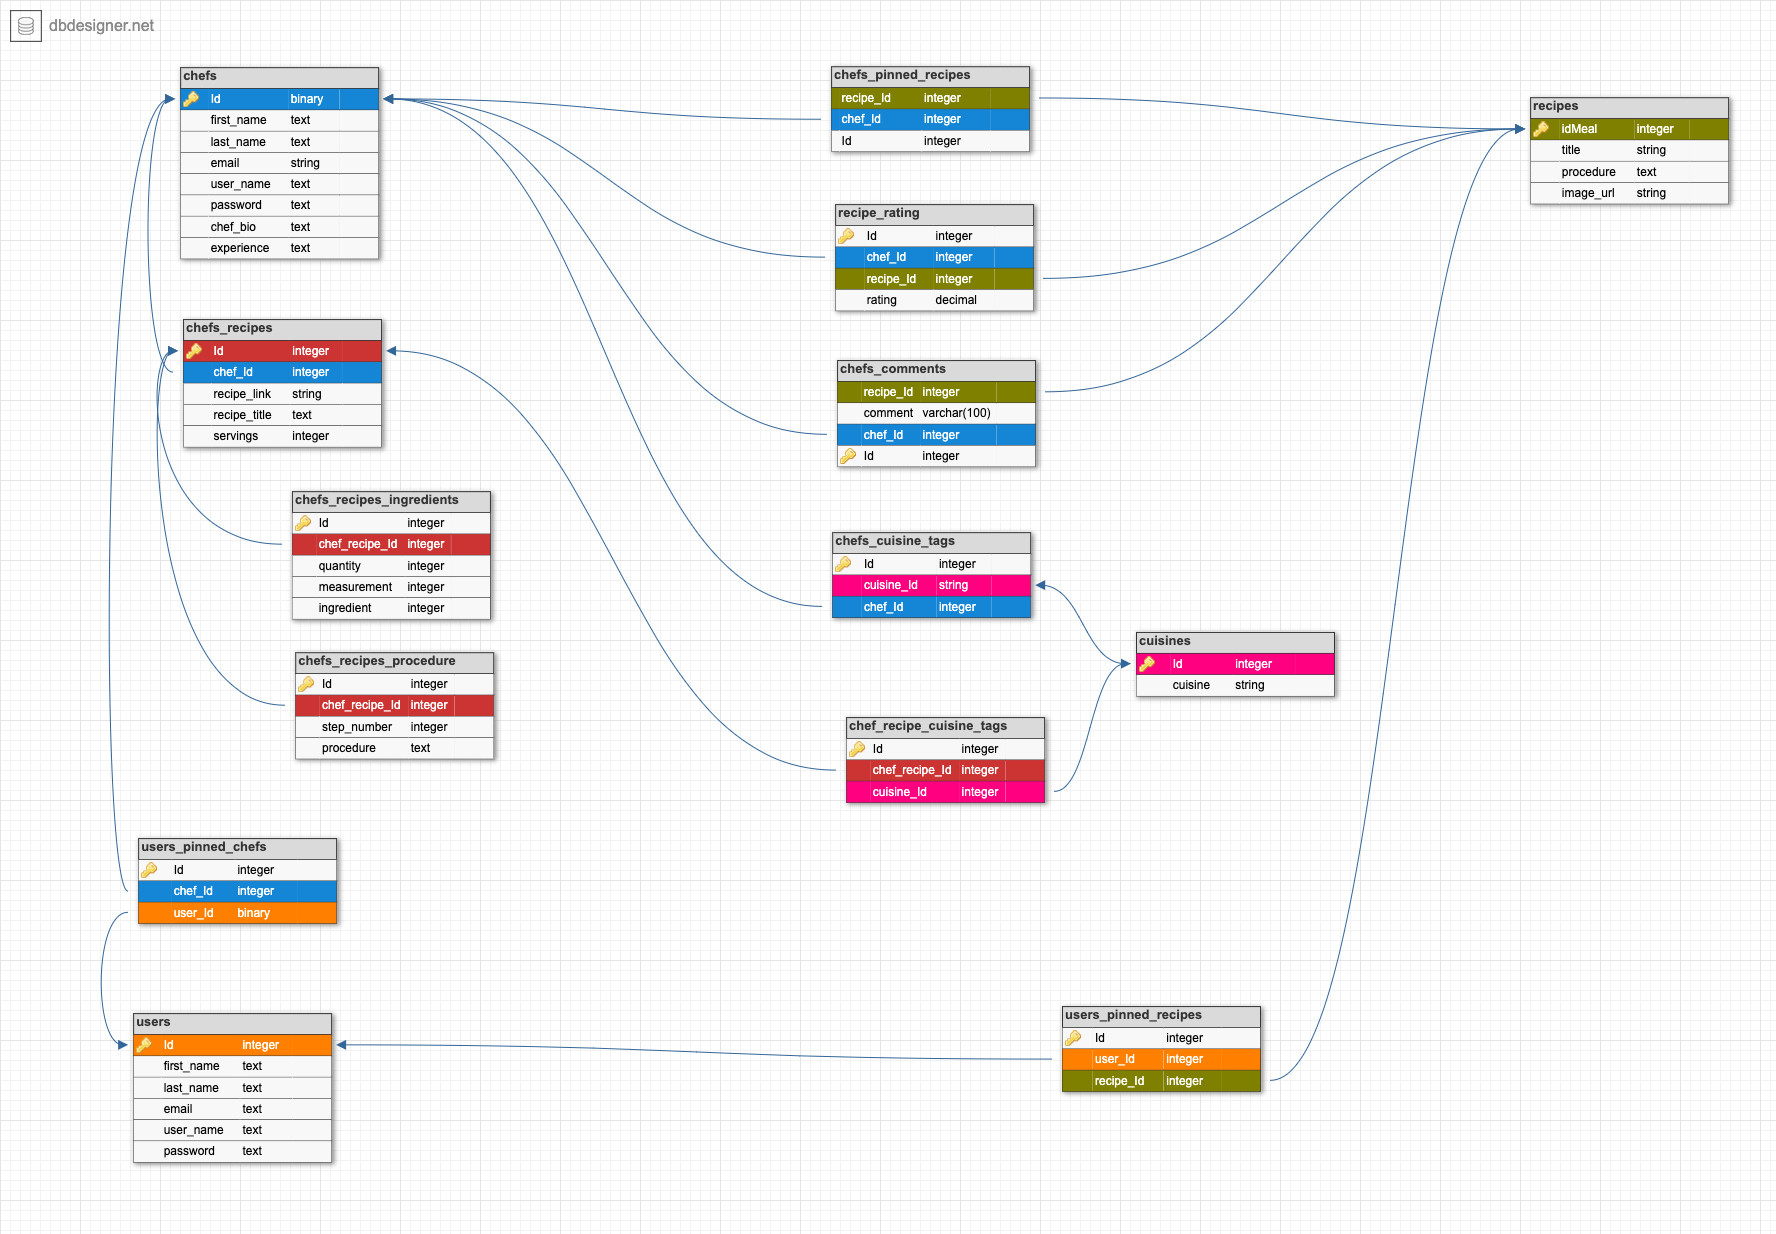 dbdesigner.net
chefs
Id binary
first_name text
last_name text
email string
user_name text
password text
chef_bio text
experience text
chefs_recipes
Id integer
chef_Id integer
recipe_link string
recipe_title text
servings integer
chefs_recipes_ingredients
Id integer
chef_recipe_Id integer
quantity integer
measurement integer
ingredient integer
chefs_recipes_procedure
Id integer
chef_recipe_Id integer
step_number integer
procedure text
users_pinned_chefs
Id integer
chef_Id integer
user_Id binary
users
Id integer
first_name text
last_name text
email text
user_name text
password text
chefs_pinned_recipes
recipe_Id integer
chef_Id integer
Id integer
recipe_rating
Id integer
chef_Id integer
recipe_Id integer
rating decimal
chefs_comments
recipe_Id integer
comment varchar(100)
chef_Id integer
Id integer
chefs_cuisine_tags
Id integer
cuisine_Id string
chef_Id integer
chef_recipe_cuisine_tags
Id integer
chef_recipe_Id integer
cuisine_Id integer
cuisines
Id integer
cuisine string
users_pinned_recipes
Id integer
user_Id integer
recipe_Id integer
recipes
idMeal integer
title string
procedure text
image_url string